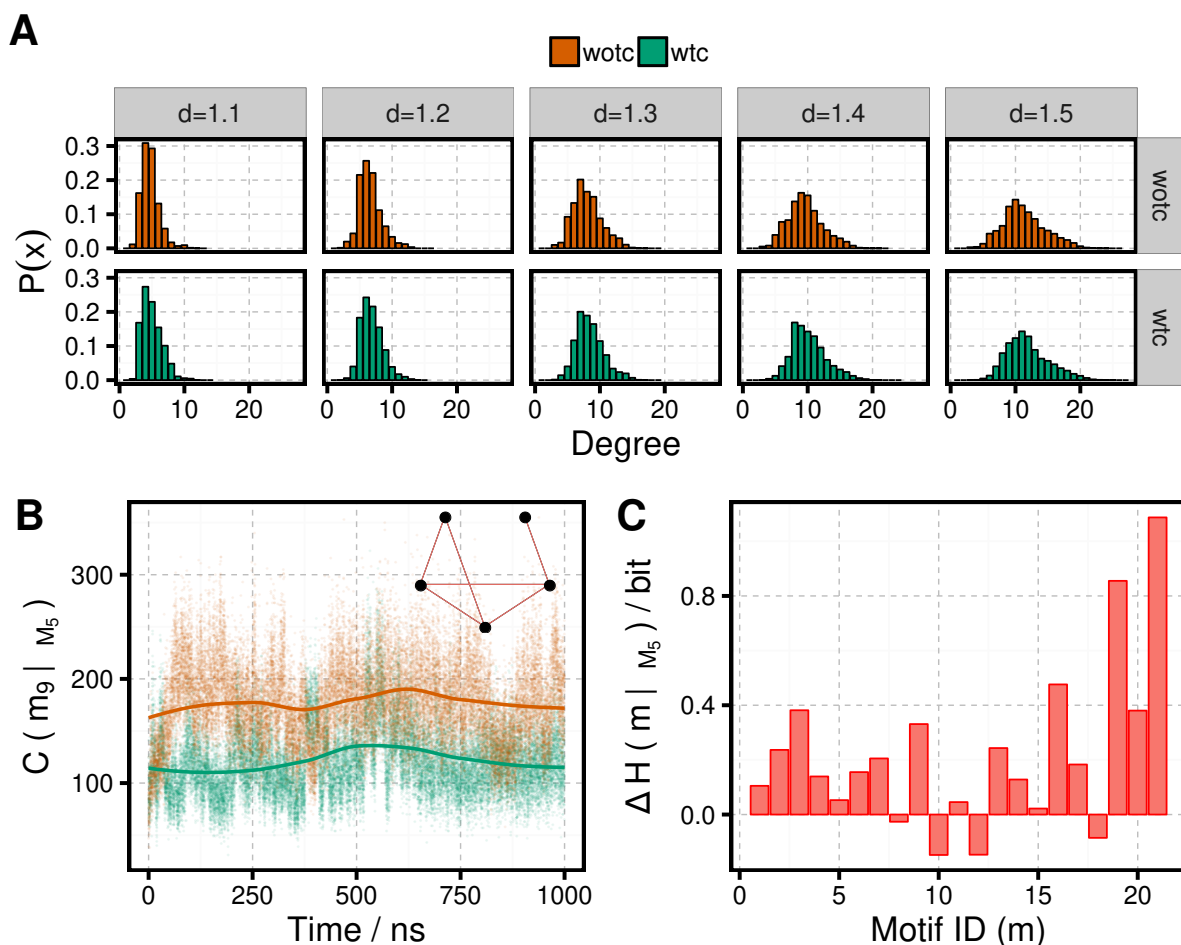 A
wotc wtc
d=1.1 d=1.2 d=1.3 d=1.4 d=1.5
P(x)
0.3
0.2
0.1
0.0
wotc
0.3
0.2
0.1
0.0
wtc
0 10 20 0 10 20 0 10 20 0 10 20 0 10 20
Degree
B
C ( m9 | M5 )
300
200
100
0 250 500 750 1000
Time / ns
C
Δ H ( m | M5 ) / bit
0.8
0.4
0.0
0 5 10 15 20
Motif ID (m)